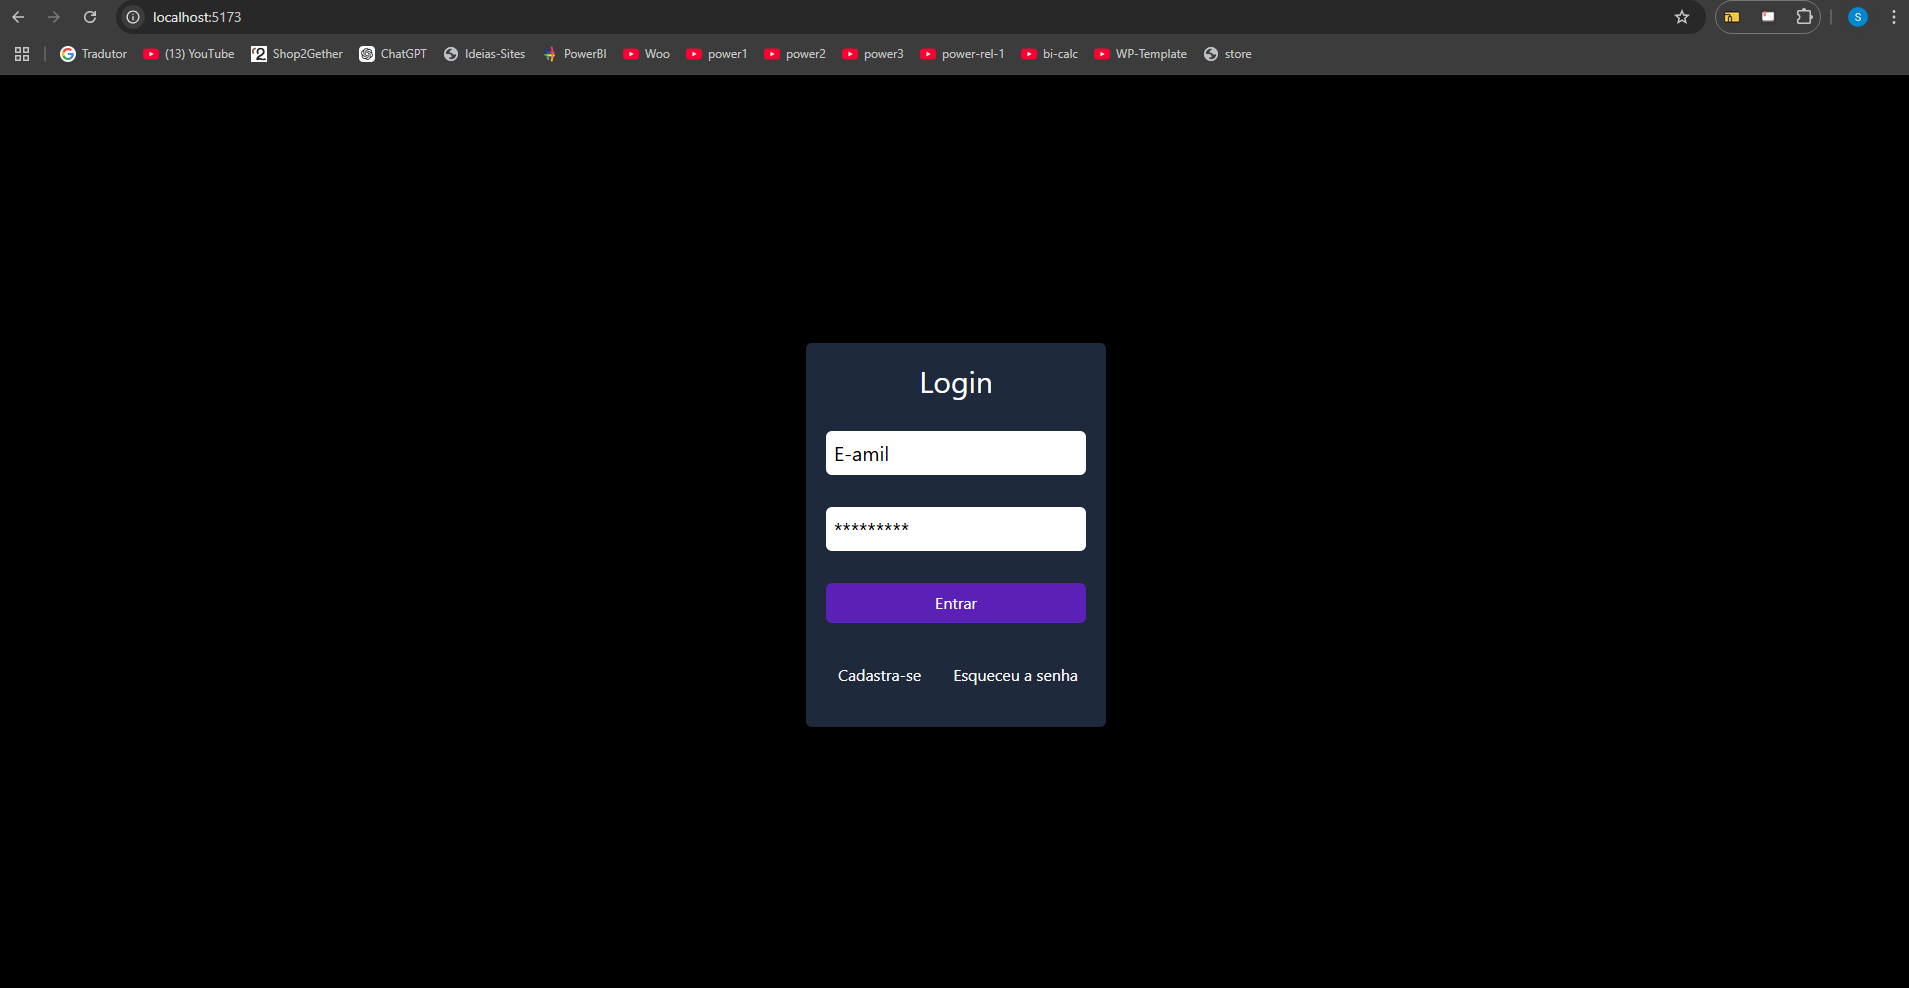 localhost:5173
S
Tradutor (13) YouTube Shop2Gether ChatGPT Ideias-Sites PowerBI Woo power1 power2 power3 power-rel-1 bi-calc WP-Template store
Login
E-amil
*********
Entrar
Cadastra-se Esqueceu a senha